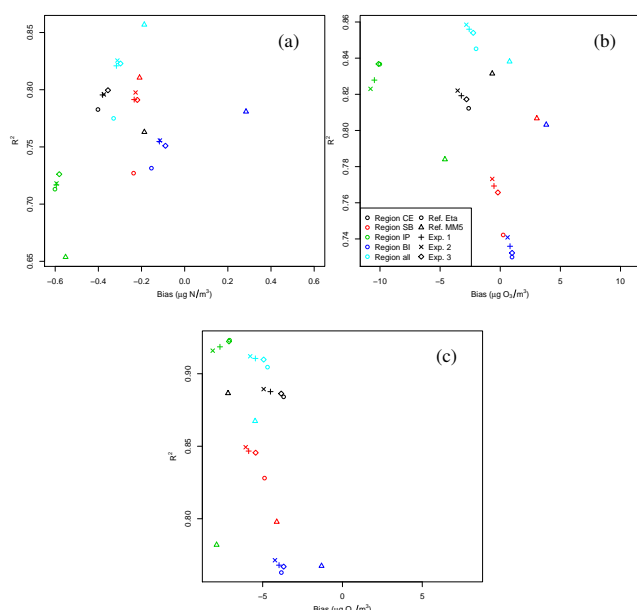 (a)
0.85
0.80
0.75
0.70
0.65
R²
−0.6 −0.4 −0.2 0.0 0.2 0.4 0.6
Bias (µg N/m³)
(b)
0.86
0.84
0.82
0.80
0.78
0.76
0.74
R²
Region CE Ref. Eta
Region SB Ref. MM5
Region IP Exp. 1
Region BI Exp. 2
Region all Exp. 3
−10 −5 0 5 10
Bias (µg O₃/m³)
(c)
0.90
0.85
0.80
R²
−5 0 5
Bias (µg O /m³)